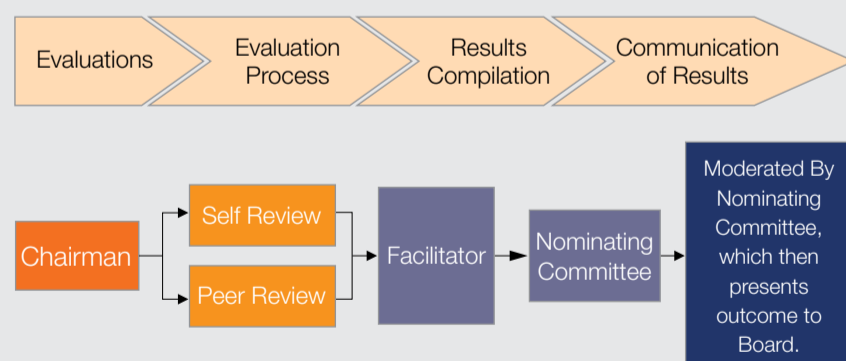 Evaluations
Evaluation
Process
Results
Compilation
Communication
of Results
Chairman
Self Review
Peer Review
Facilitator
Nominating
Committee
Moderated By
Nominating
Committee,
which then
presents
outcome to
Board.